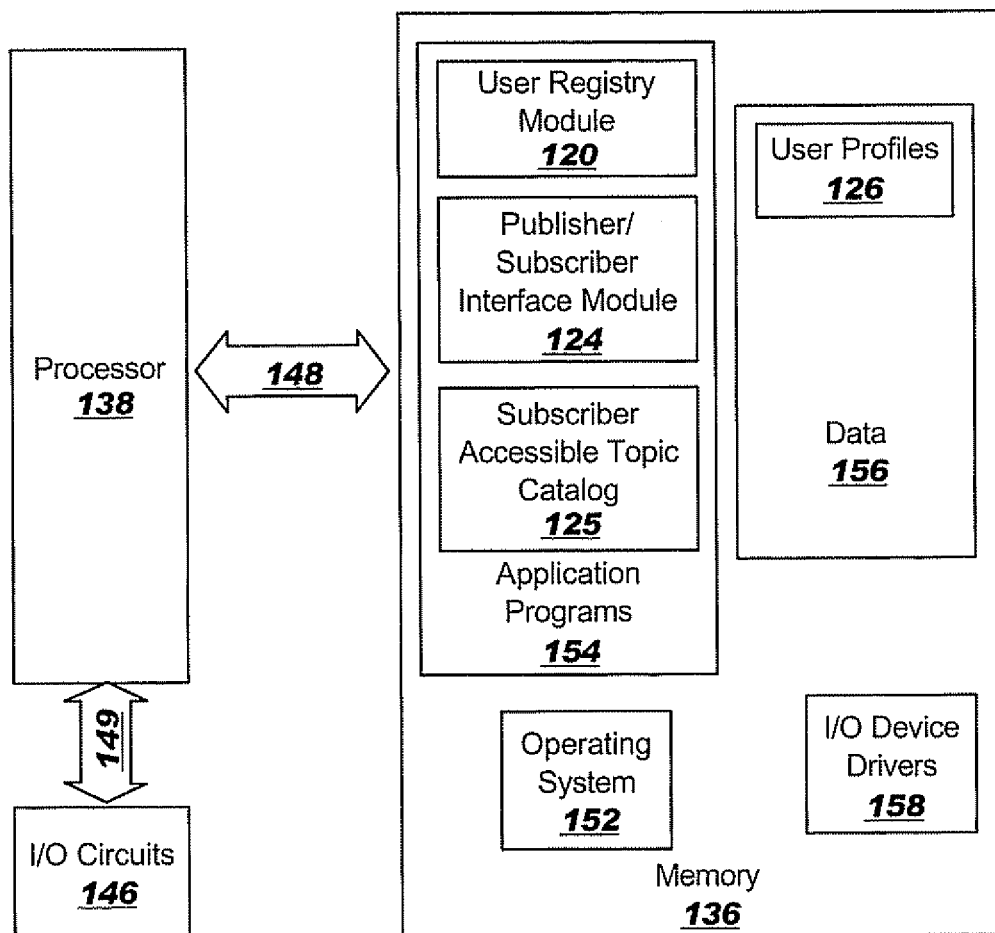 Processor
138
148
149
I/O Circuits
146
User Registry
Module
120
Publisher/
Subscriber
Interface Module
124
Subscriber
Accessible Topic
Catalog
125
Application
Programs
154
User Profiles
126
Data
156
Operating
System
152
I/O Device
Drivers
158
Memory
136